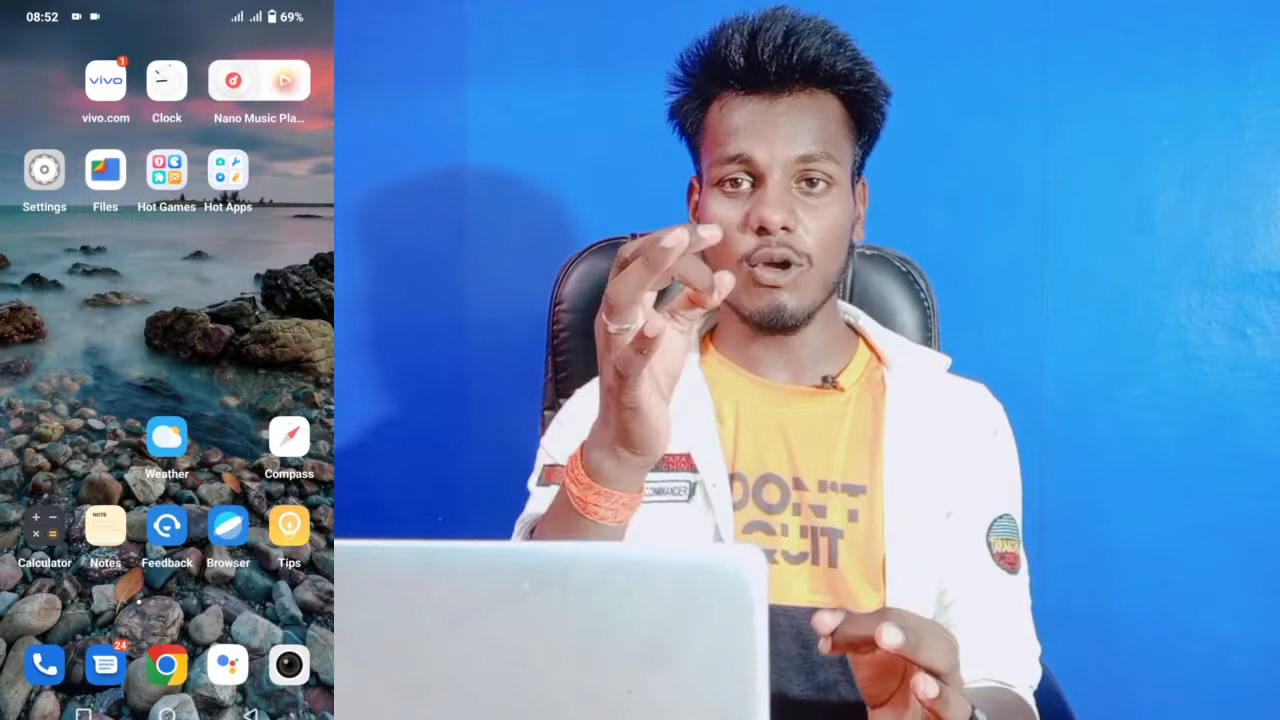 08:52
69%
1
vivo
vivo.com
Clock
Nano Music Pla...
Settings
Files
Hot Games
Hot Apps
Weather
Compass
NOTE
Calculator
Notes
Feedback
Browser
Tips
24
COMMANDER
DON'T
QUIT